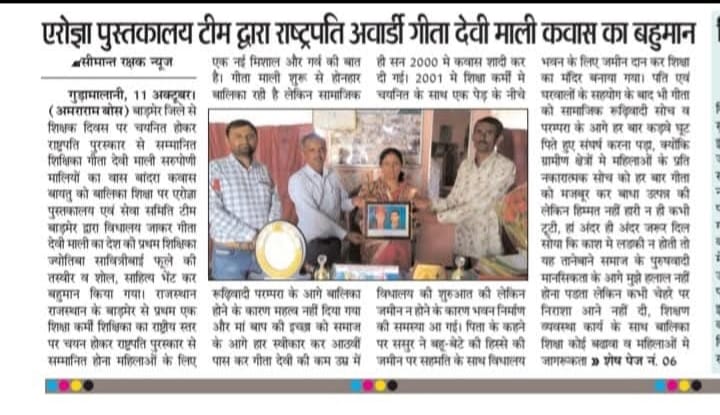 एरोज्ञा पुस्तकालय टीम द्वारा राष्ट्रपति अवार्डी गीता देवी माली कवास का बहुमान
सीमान्त रक्षक न्यूज
गुड़ामालानी, 11 अक्टूबर।
(अमराराम बोस) बाड़मेर जिले से
शिक्षक दिवस पर चयनित होकर
राष्ट्रपति पुरस्कार से सम्मानित
शिक्षिका गीता देवी माली सरुपोणी
मालियों का वास बांदरा कवास
बायतु को बालिका शिक्षा पर एरोज्ञा
पुस्तकालय एवं सेवा समिति टीम
बाड़मेर द्वारा विधालय जाकर गीता
देवी माली का देश की प्रथम शिक्षिका
ज्योतिबा सावित्रीबाई फूले की
तस्वीर व शोल, साहित्य भेंट कर
बहुमान किया गया। राजस्थान
राजस्थान के बाड़मेर से प्रथम एक
शिक्षा कर्मी शिक्षिका का राष्ट्रीय स्तर
पर चयन होकर राष्ट्रपति पुरस्कार से
सम्मानित होना महिलाओं के लिए
एक नई मिशाल और गर्व की बात
है। गीता माली शुरू से होनहार
बालिका रही है लेकिन सामाजिक
रूढ़िवादी परम्परा के आगे बालिका
होने के कारण महत्व नहीं दिया गया
और मां बाप की इच्छा को समाज
के आगे हार स्वीकार कर आठवीं
पास कर गीता देवी की कम उम्र में
ही सन 2000 मे कवास शादी कर
दी गई। 2001 मे शिक्षा कर्मी मे
चयनित के साथ एक पेड़ के नीचे
विधालय की शुरुआत की लेकिन
जमीन न होने के कारण भवन निर्माण
की समस्या आ गई। पिता के कहने
पर ससुर ने बहू-बेटे की हिस्से की
जमीन पर सहमति के साथ विधालय
भवन के लिए जमीन दान कर शिक्षा
का मंदिर बनाया गया। पति एवं
घरवालों के सहयोग के बाद भी गीता
को सामाजिक रूढ़िवादी सोच व
परम्परा के आगे हर बार कड़वे घूट
पिते हुए संघर्ष करना पड़ा, क्योंकि
ग्रामीण क्षेत्रों मे महिलाओं के प्रति
नकारात्मक सोच को हर बार गीता
को मजबूर कर बाधा उत्पन्न की
लेकिन हिम्मत नहीं हारी न ही कभी
टूटी, हां अंदर ही अंदर जरूर दिल
सोया कि काश मे लडाकी न होती तो
यह तानेबाने समाज के पुरुषवादी
मानसिकता के आगे मुझे हलाल नहीं
होना पडता लेकिन कभी चेहरे पर
निराशा आने नहीं दी, शिक्षण
व्यवस्था कार्य के साथ बालिका
शिक्षा कोई बढावा व महिलाओं में
जागरूकता » शेष पेज नं. 06